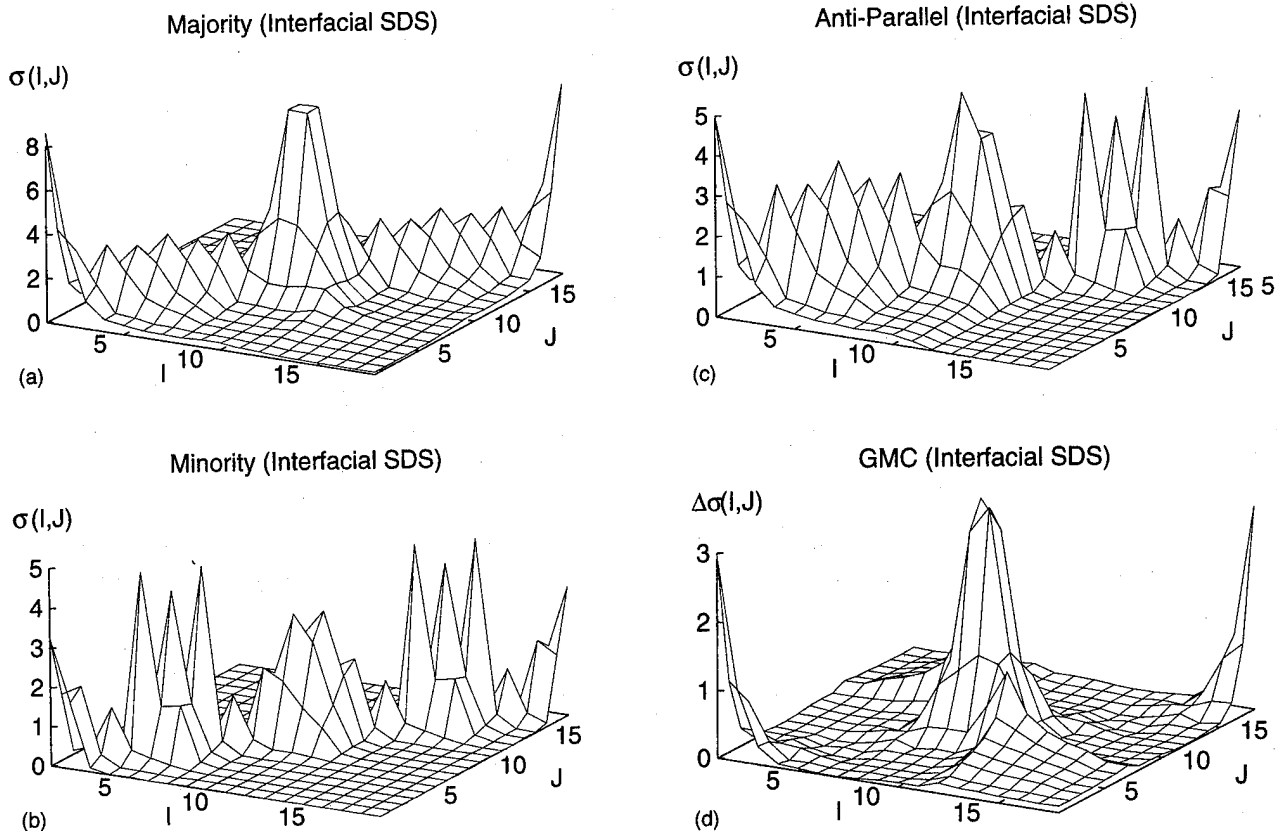 Majority (Interfacial SDS)
σ(I,J)
8
6
4
2
0
5
10
15
I
5
10
15
J
(a)
Anti-Parallel (Interfacial SDS)
σ(I,J)
5
4
3
2
1
0
5
10
15
I
5
10
15 5
J
(c)
Minority (Interfacial SDS)
σ(I,J)
5
4
3
2
1
0
5
10
15
I
5
10
15
J
(b)
GMC (Interfacial SDS)
Δσ(I,J)
3
2
1
0
5
10
15
I
5
10
15
J
(d)